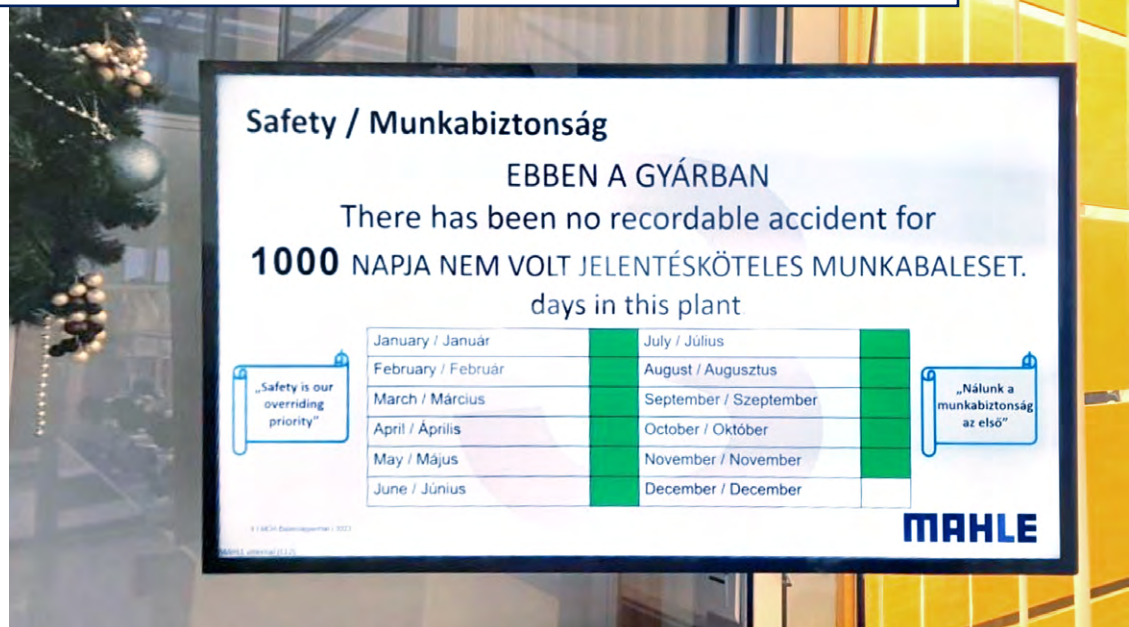 Safety / Munkabiztonság
EBBEN A GYÁRBAN
There has been no recordable accident for
1000 NAPJA NEM VOLT JELENTÉSKÖTELES MUNKABALESET.
days in this plant
January / Január
July / Július
February / Február
August / Augusztus
March / Március
September / Szeptember
April / Április
October / Október
May / Május
November / November
June / Június
December / December
„Safety is our
overriding
priority”
„Nálunk a
munkabiztonság
az első”
MAHLE